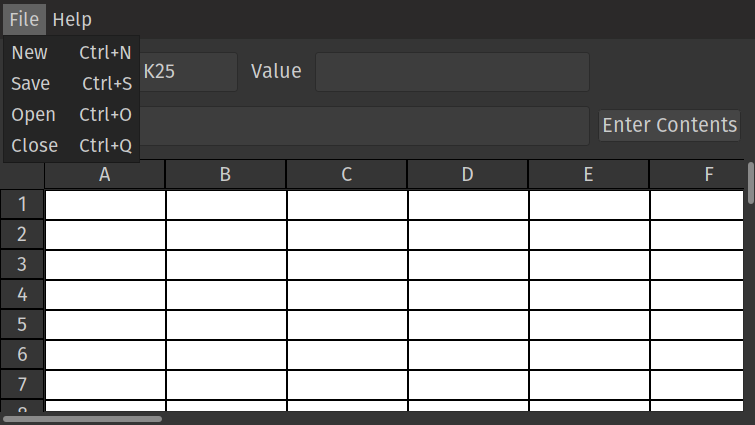 File Help
New Ctrl+N
Save Ctrl+S
Open Ctrl+O
Close Ctrl+Q
K25 Value
Enter Contents
A B C D E F
1
2
3
4
5
6
7
8